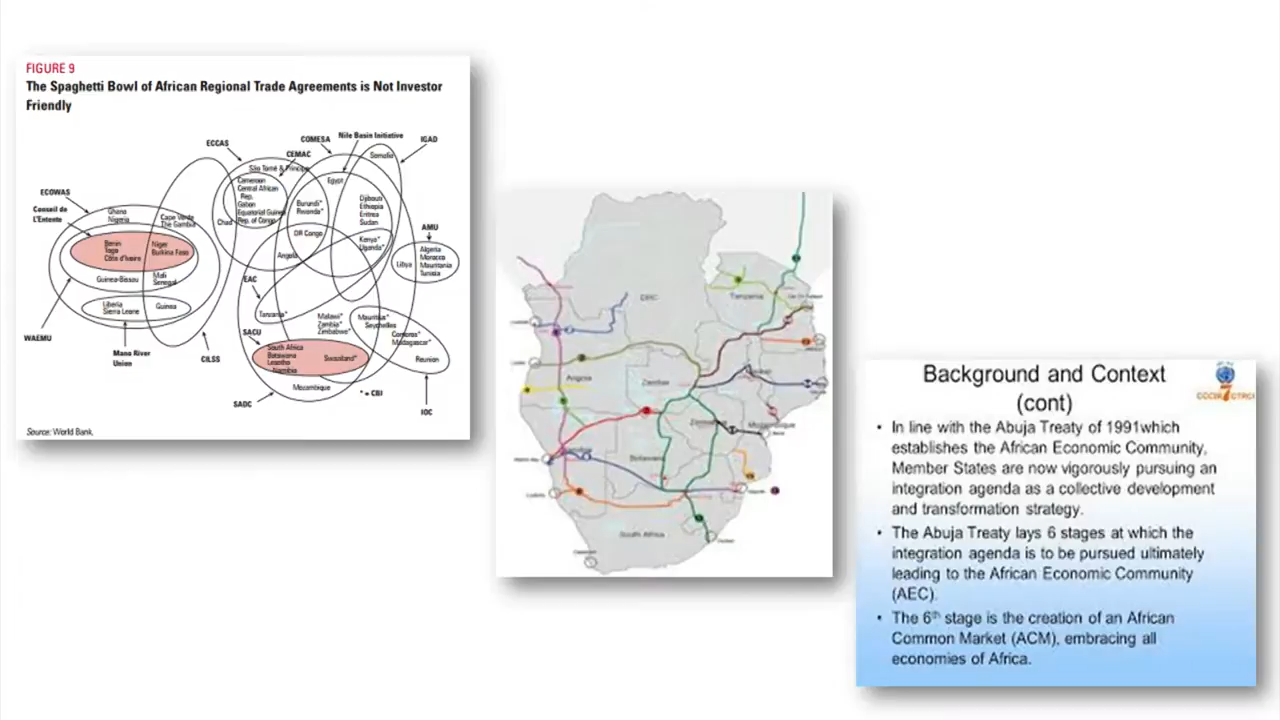 FIGURE 9
The Spaghetti Bowl of African Regional Trade Agreements is Not Investor
Friendly
ECCAS
COMESA
Nile Basin Initiative
IGAD
CEMAC
Somolia
São Tomé & Príncipe
ECOWAS
Conseil de
L'Entente
Ghana
Nigeria
Cape Verde
The Gambia
Cameroon
Central African
Rep.
Gabon
Equatorial Guinea
Rep. of Congo
Chad
Egypt
Burundi*
Rwanda*
Djibouti
Ethiopia
Eritrea
Sudan
DR Congo
Kenya*
Uganda*
Angola
AMU
Algeria
Morocco
Mauritania
Tunisia
Libya
Benin
Togo
Côte d'Ivoire
Niger
Burkina Faso
Guinea-Bissau
Mali
Senegal
Liberia
Sierra Leone
Guinea
EAC
Tanzania*
Malawi*
Zambia*
Zimbabwe*
Mauritius*
Seychelles
Comoros*
Madagascar*
Reunion
WAEMU
Mano River
Union
CILSS
SACU
South Africa
Botswana
Lesotho
Namibia
Swaziland*
Mozambique
SADC
* = CBI
IOC
Source: World Bank.
DRC
Tanzania
Angola
Zambia
Mozambique
Botswana
South Africa
Background and Context
(cont)
• In line with the Abuja Treaty of 1991which
establishes the African Economic Community,
Member States are now vigorously pursuing an
integration agenda as a collective development
and transformation strategy.
• The Abuja Treaty lays 6 stages at which the
integration agenda is to be pursued ultimately
leading to the African Economic Community
(AEC).
• The 6th stage is the creation of an African
Common Market (ACM), embracing all
economies of Africa.